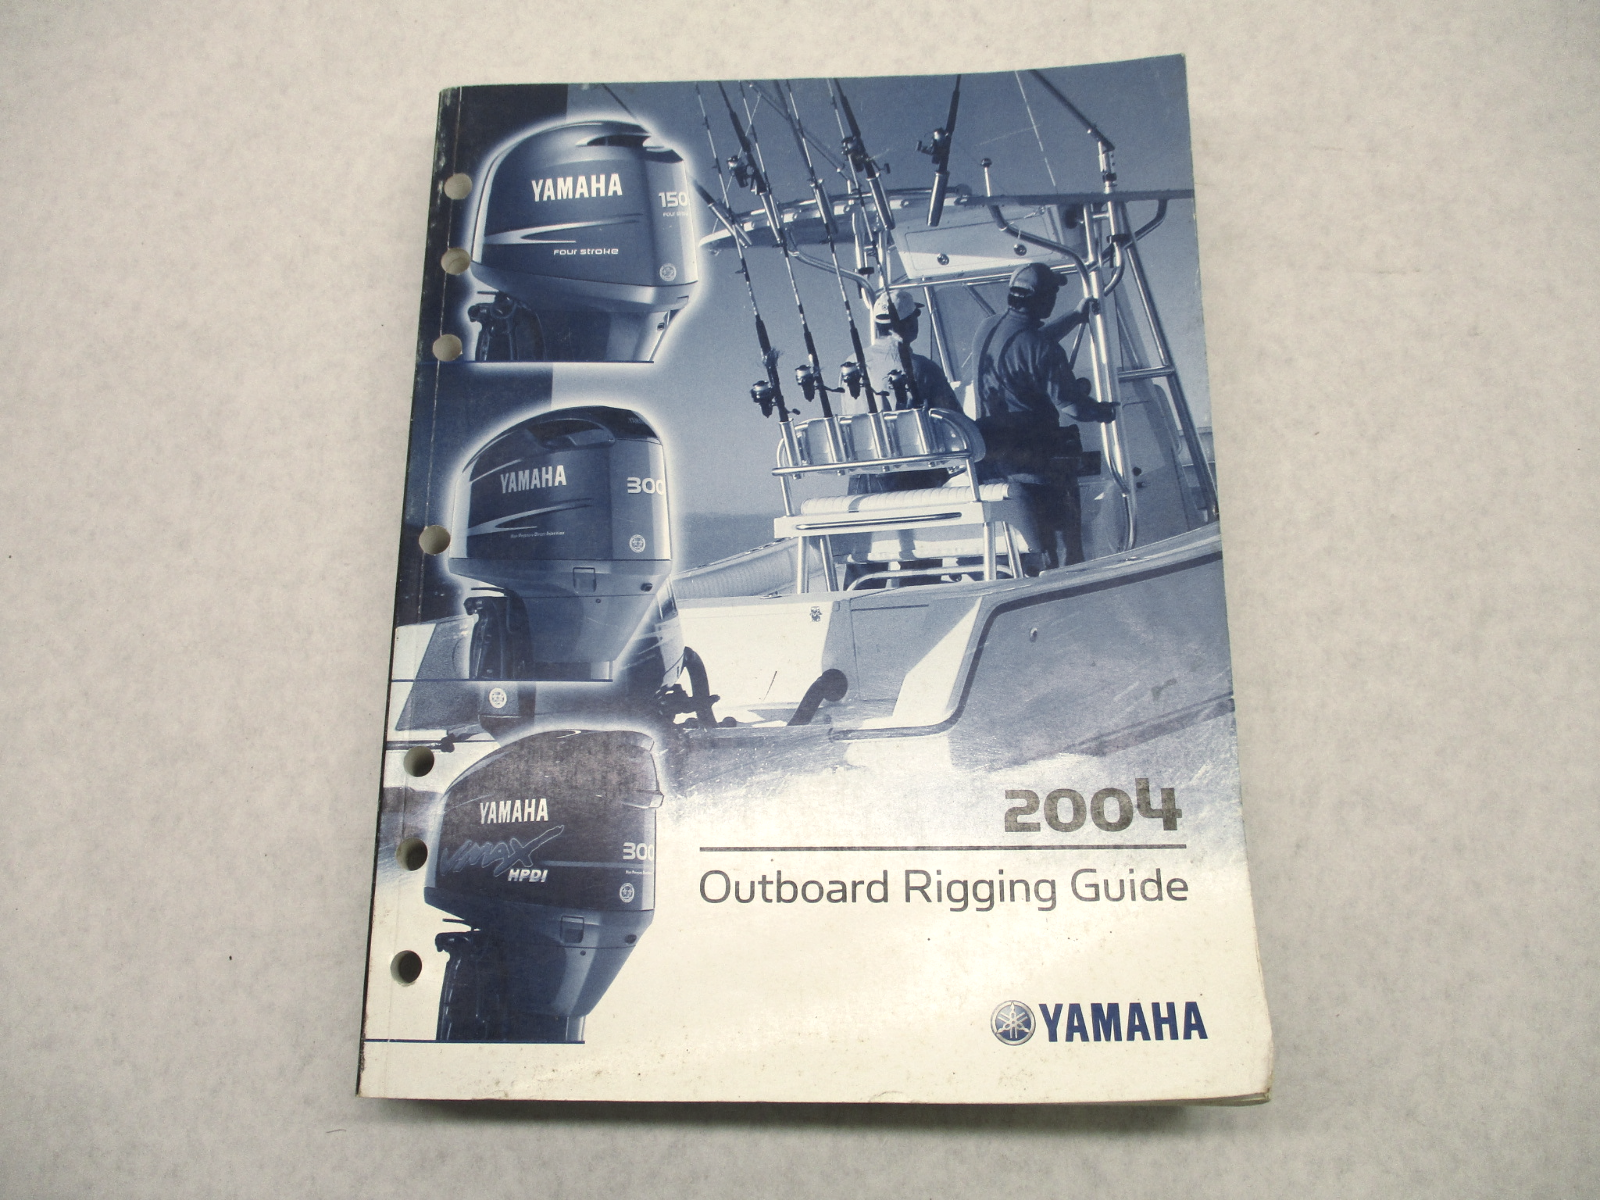 YAMAHA
150
FOUR STROKE
YAMAHA
300
YAMAHA
VMAX
300
HPDI
2004
Outboard Rigging Guide
YAMAHA